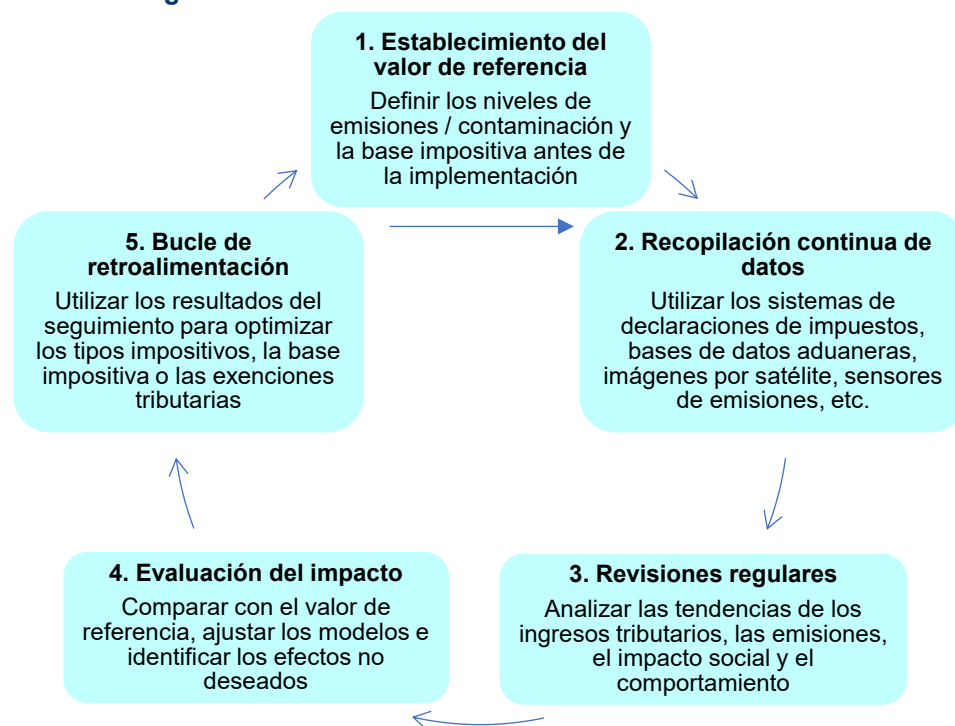 1. Establecimiento del
valor de referencia
Definir los niveles de
emisiones / contaminación y
la base impositiva antes de
la implementación
2. Recopilación continua de
datos
Utilizar los sistemas de
declaraciones de impuestos,
bases de datos aduaneras,
imágenes por satélite, sensores
de emisiones, etc.
3. Revisiones regulares
Analizar las tendencias de los
ingresos tributarios, las emisiones,
el impacto social y el
comportamiento
4. Evaluación del impacto
Comparar con el valor de
referencia, ajustar los modelos e
identificar los efectos no
deseados
5. Bucle de
retroalimentación
Utilizar los resultados del
seguimiento para optimizar
los tipos impositivos, la base
impositiva o las exenciones
tributarias